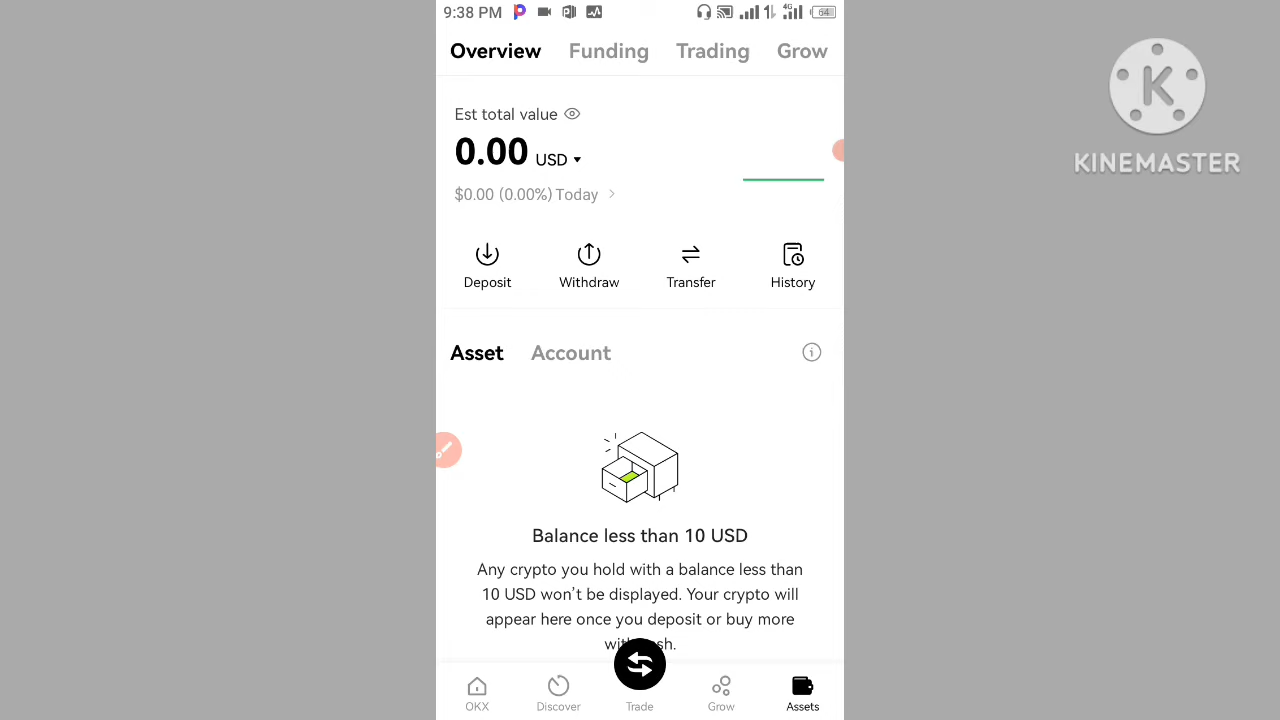 9:38 PM
4G
64
Overview Funding Trading Grow
Est total value
0.00 USD
$0.00 (0.00%) Today
Deposit Withdraw Transfer History
Asset Account
Balance less than 10 USD
Any crypto you hold with a balance less than
10 USD won't be displayed. Your crypto will
appear here once you deposit or buy more
OKX Discover Trade Grow Assets
K
KINEMASTER